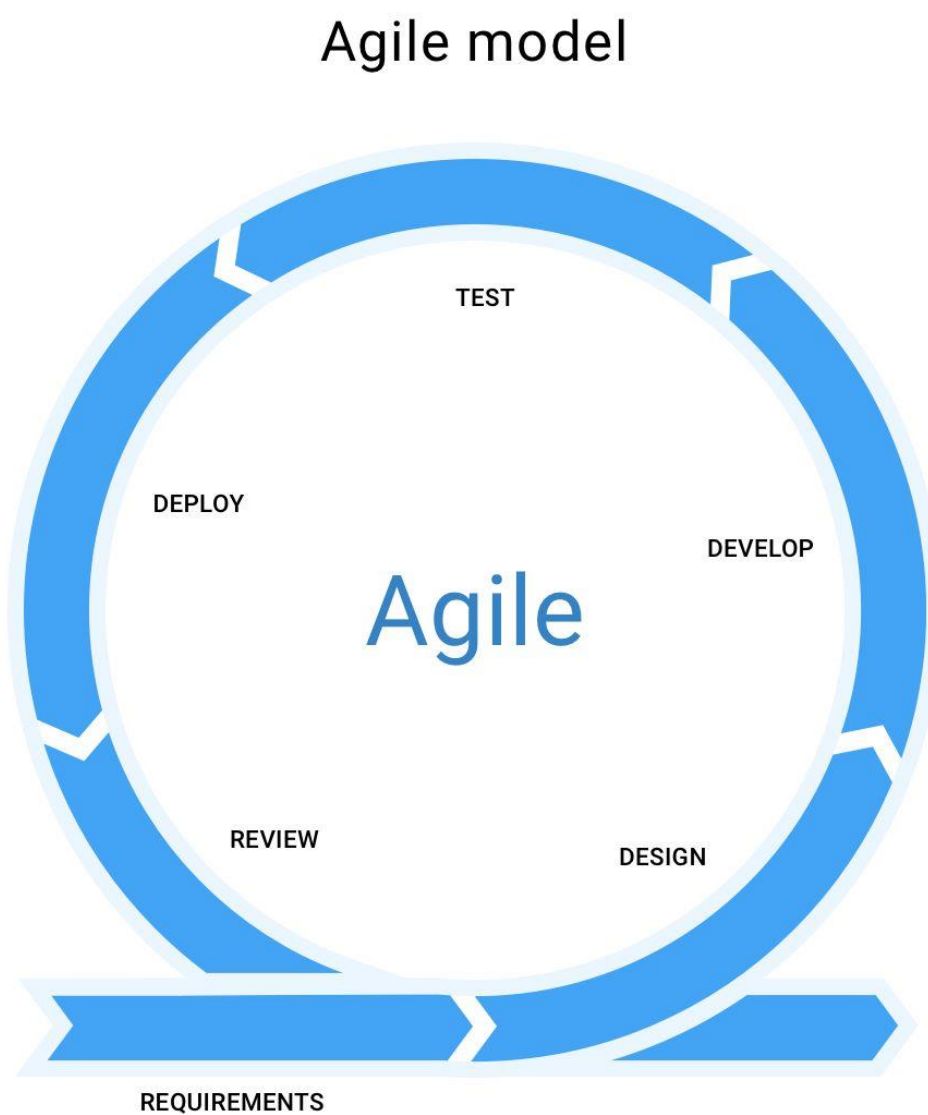 Agile model
TEST
DEPLOY
DEVELOP
Agile
REVIEW
DESIGN
REQUIREMENTS